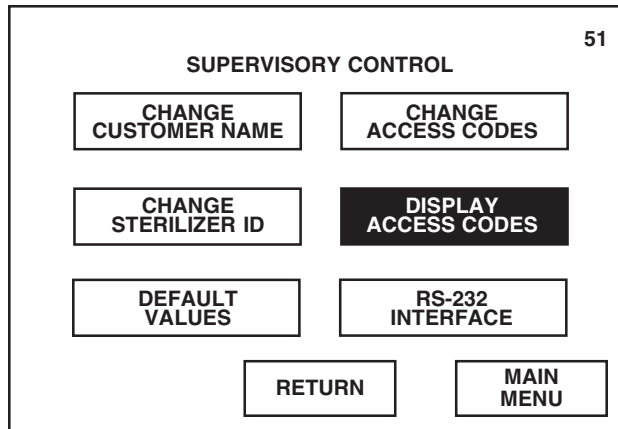 51
SUPERVISORY CONTROL
CHANGE
CUSTOMER NAME
CHANGE
ACCESS CODES
CHANGE
STERILIZER ID
DISPLAY
ACCESS CODES
DEFAULT
VALUES
RS-232
INTERFACE
RETURN
MAIN
MENU